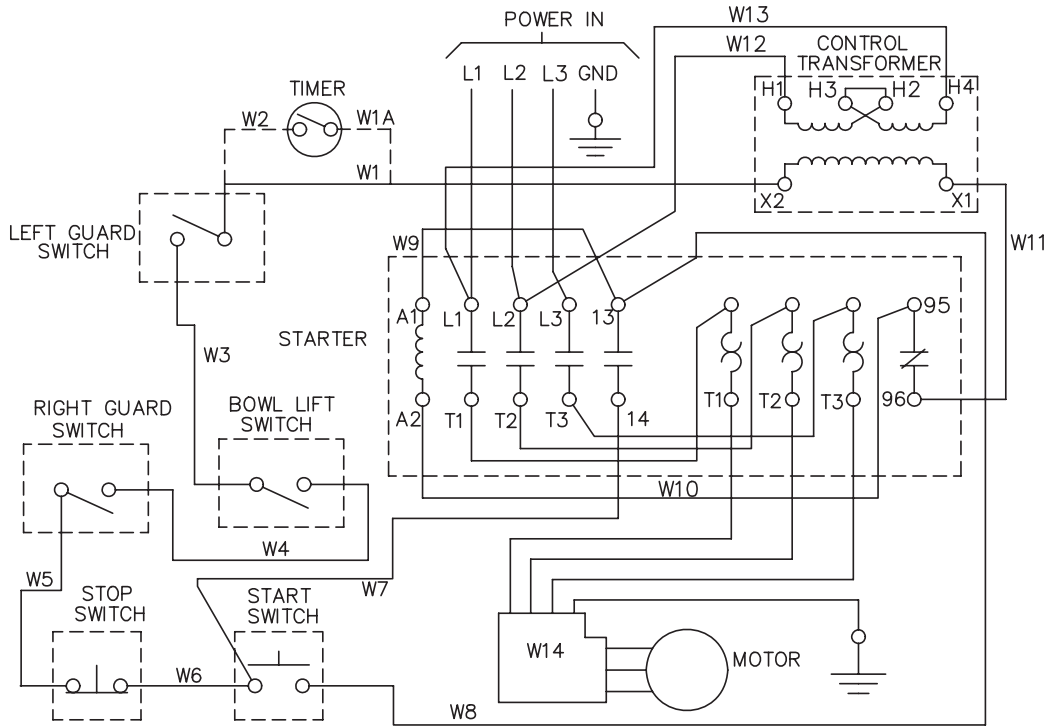 W13
POWER IN
W12
CONTROL
TRANSFORMER
L1 L2 L3 GND
H1 H3 H2 H4
TIMER
W2 W1A
W1
X2 X1
LEFT GUARD
SWITCH
W9
W11
A1 L1 L2 L3 13 95
STARTER
W3
RIGHT GUARD
SWITCH
BOWL LIFT
SWITCH
A2 T1 T2 T3 14 T1 T2 T3 96
W10
W4
W5
W7
STOP
SWITCH
START
SWITCH
W14
MOTOR
W6
W8